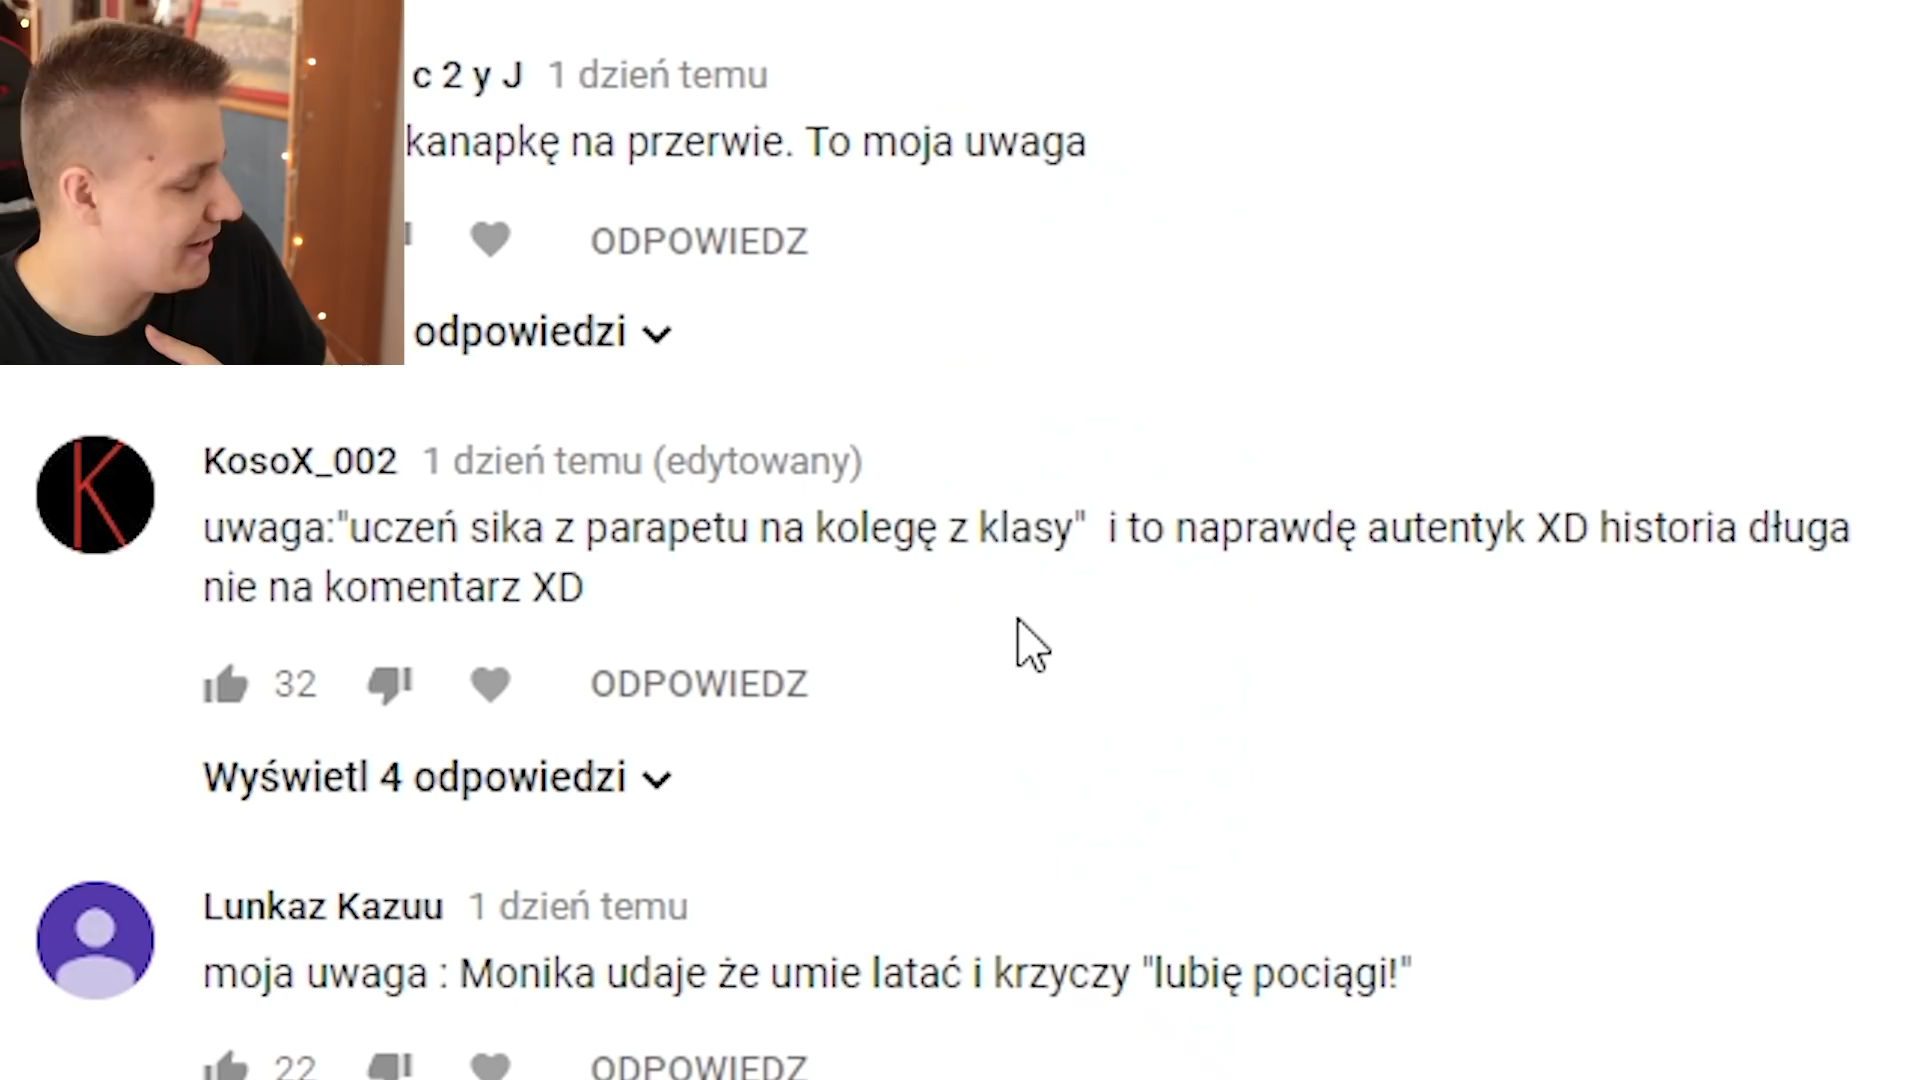 c 2 y J 1 dzień temu
kanapkę na przerwie. To moja uwaga
ODPOWIEDZ
odpowiedzi
KosoX_002 1 dzień temu (edytowany)
uwaga:"uczeń sika z parapetu na kolegę z klasy"  i to naprawdę autentyk XD historia długa
nie na komentarz XD
32 ODPOWIEDZ
Wyświetl 4 odpowiedzi
Lunkaz Kazuu 1 dzień temu
moja uwaga : Monika udaje że umie latać i krzyczy "lubię pociągi!"
22 ODPOWIEDZ